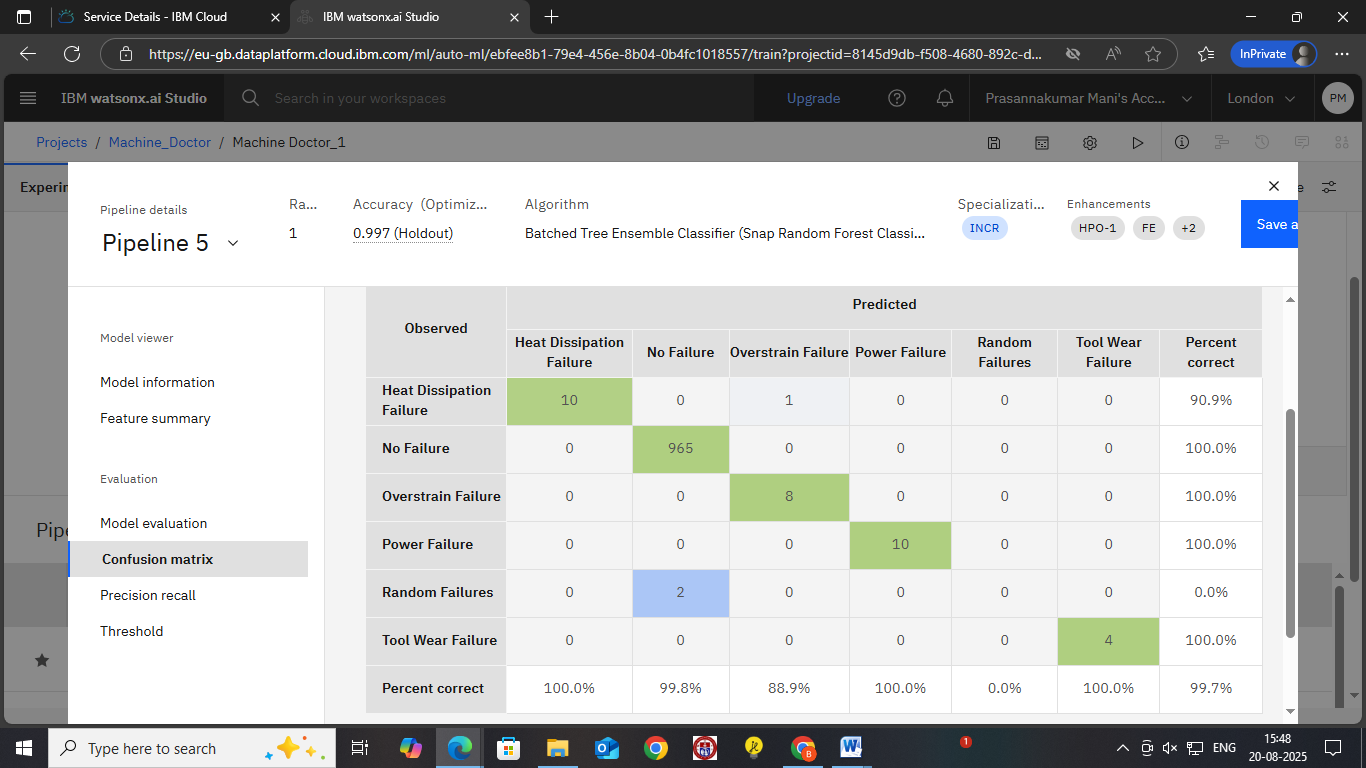 Service Details - IBM Cloud
IBM watsonx.ai Studio
https://eu-gb.dataplatform.cloud.ibm.com/ml/auto-ml/ebfee8b1-79e4-456e-8b04-0b4fc1018557/train?projectid=8145d9db-f508-4680-892c-d...
InPrivate
IBM watsonx.ai Studio
Search in your workspaces
Upgrade
Prasannakumar Mani's Acc...
London
PM
Projects / Machine_Doctor / Machine Doctor_1
Experin
Pipeline details
Pipeline 5
Ra...
1
Accuracy (Optimiz...
0.997 (Holdout)
Algorithm
Batched Tree Ensemble Classifier (Snap Random Forest Classi...
Specializati...
INCR
Enhancements
HPO-1 FE +2
Save a
e
Pipe
Model viewer
Model information
Feature summary
Evaluation
Model evaluation
Confusion matrix
Precision recall
Threshold
Observed
Predicted
Heat Dissipation Failure No Failure Overstrain Failure Power Failure Random Failures Tool Wear Failure Percent correct
Heat Dissipation Failure 10 0 1 0 0 0 90.9%
No Failure 0 965 0 0 0 0 100.0%
Overstrain Failure 0 0 8 0 0 0 100.0%
Power Failure 0 0 0 10 0 0 100.0%
Random Failures 0 2 0 0 0 0 0.0%
Tool Wear Failure 0 0 0 0 0 4 100.0%
Percent correct 100.0% 99.8% 88.9% 100.0% 0.0% 100.0% 99.7%
Type here to search
1
ENG
15:48
20-08-2025